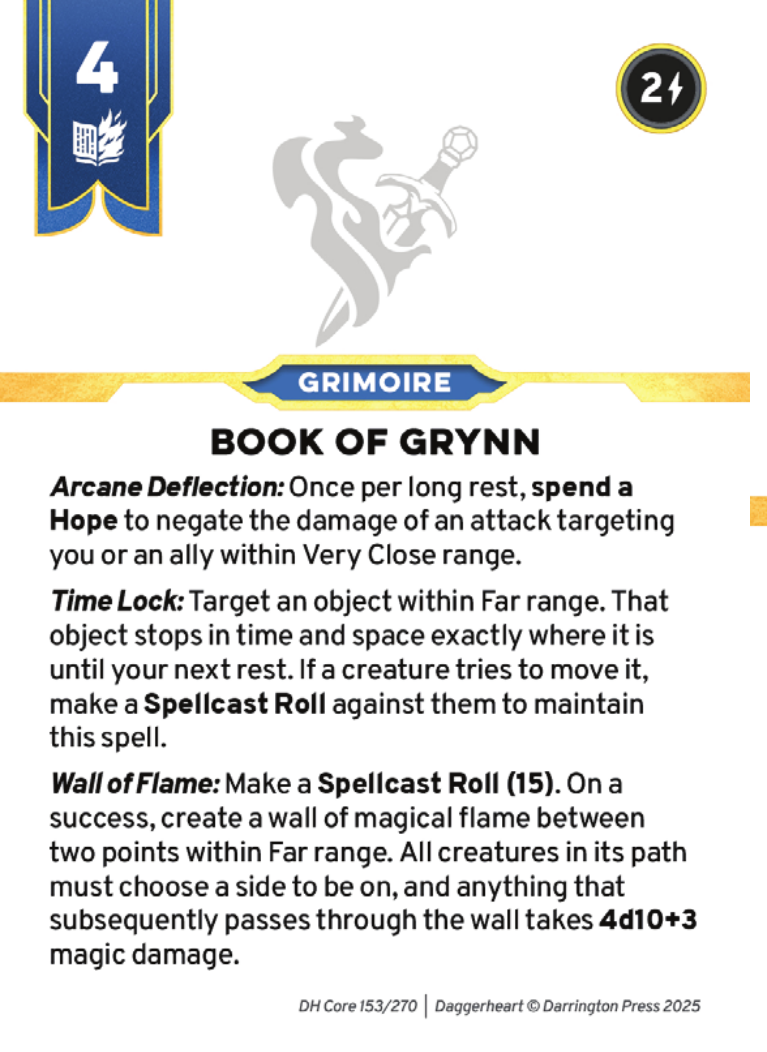 4
2
GRIMOIRE
BOOK OF GRYNN
Arcane Deflection: Once per long rest, spend a
Hope to negate the damage of an attack targeting
you or an ally within Very Close range.
Time Lock: Target an object within Far range. That
object stops in time and space exactly where it is
until your next rest. If a creature tries to move it,
make a Spellcast Roll against them to maintain
this spell.
Wall of Flame: Make a Spellcast Roll (15). On a
success, create a wall of magical flame between
two points within Far range. All creatures in its path
must choose a side to be on, and anything that
subsequently passes through the wall takes 4d10+3
magic damage.
DH Core 153/270 | Daggerheart © Darrington Press 2025